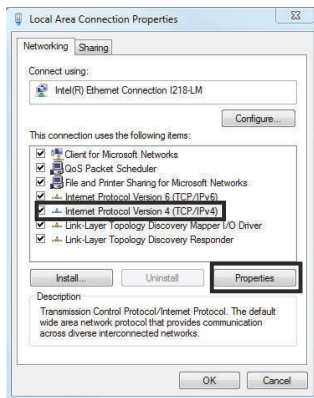 Local Area Connection Properties
Networking Sharing
Connect using:
Intel(R) Ethernet Connection I218-LM
Configure...
This connection uses the following items:
Client for Microsoft Networks
QoS Packet Scheduler
File and Printer Sharing for Microsoft Networks
Internet Protocol Version 6 (TCP/IPv6)
Internet Protocol Version 4 (TCP/IPv4)
Link-Layer Topology Discovery Mapper I/O Driver
Link-Layer Topology Discovery Responder
Install... Uninstall Properties
Description
Transmission Control Protocol/Internet Protocol. The default
wide area network protocol that provides communication
across diverse interconnected networks.
OK Cancel